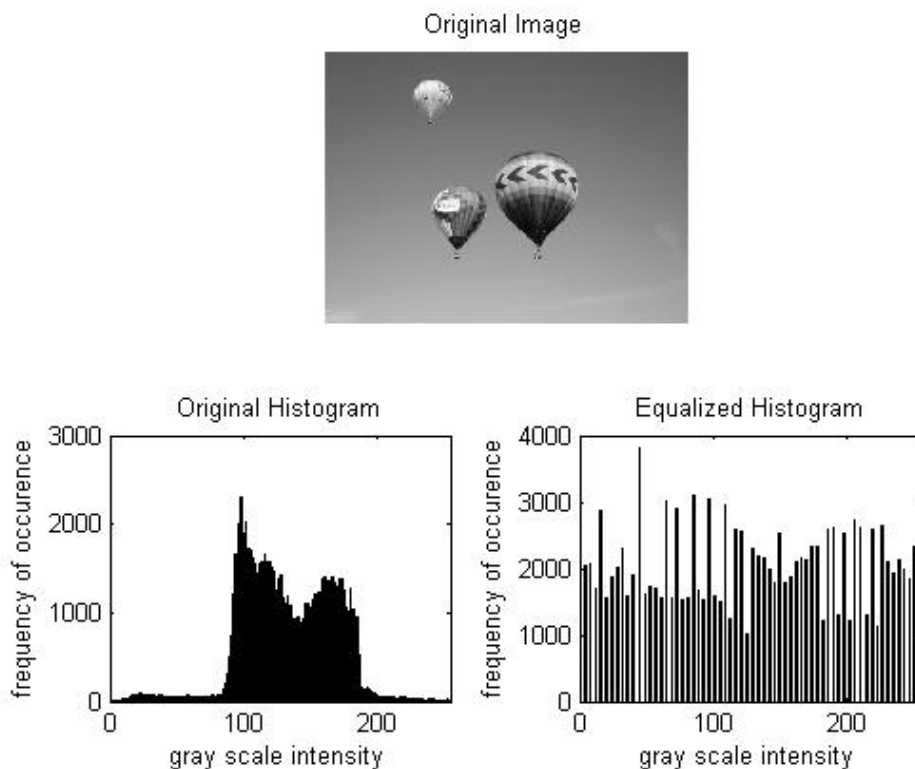 Original Image
Original Histogram
3000
2000
1000
0
frequency of occurence
0 100 200
gray scale intensity
Equalized Histogram
4000
3000
2000
1000
0
frequency of occurence
0 100 200
gray scale intensity